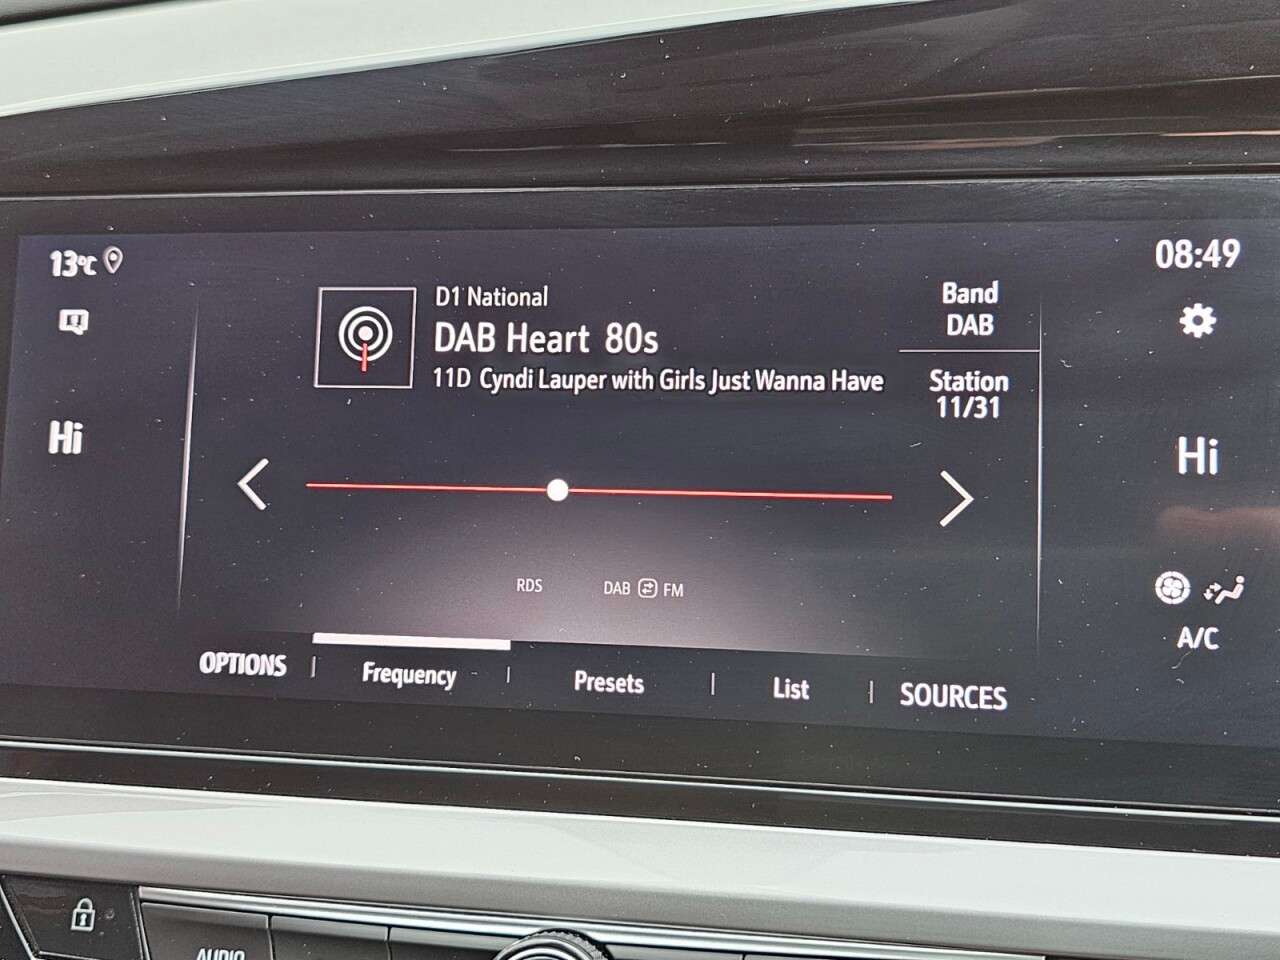 13°C
08:49
D1 National
DAB Heart 80s
11D Cyndi Lauper with Girls Just Wanna Have
Band
DAB
Station
11/31
Hi
Hi
RDS
DAB FM
A/C
OPTIONS
Frequency
Presets
List
SOURCES
AUDIO